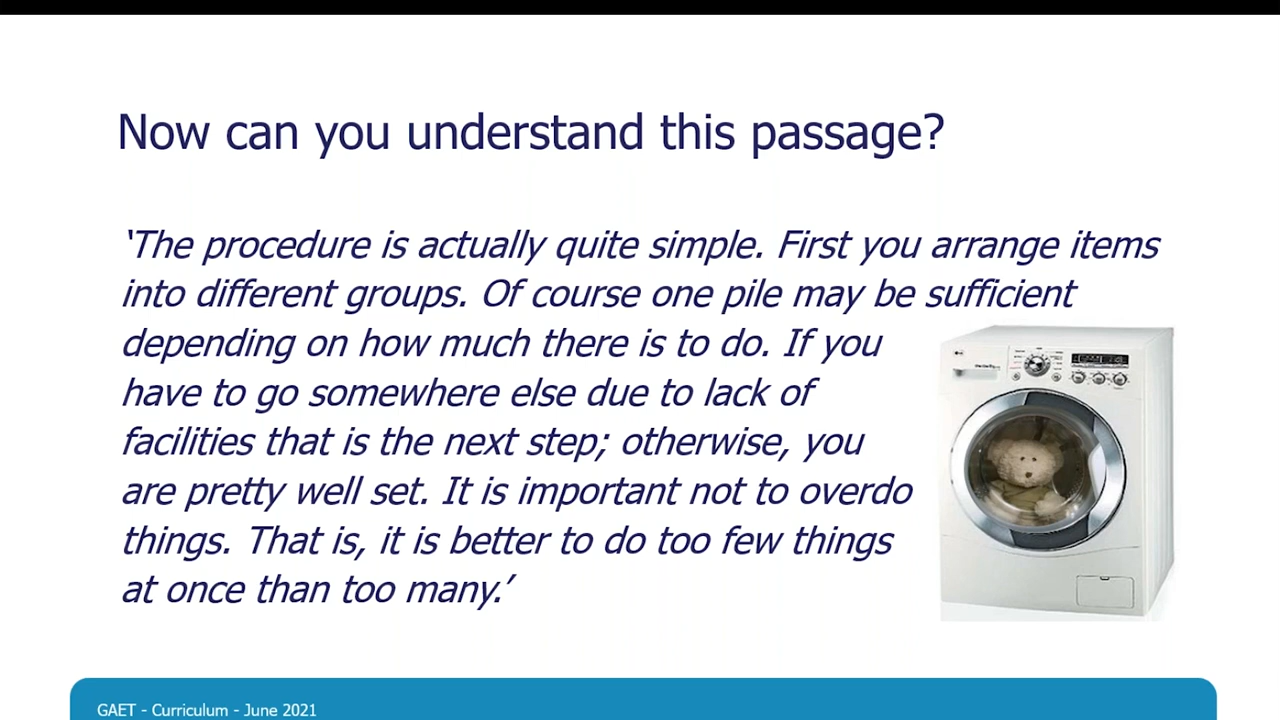 Now can you understand this passage?
‘The procedure is actually quite simple. First you arrange items
into different groups. Of course one pile may be sufficient
depending on how much there is to do. If you
have to go somewhere else due to lack of
facilities that is the next step; otherwise, you
are pretty well set. It is important not to overdo
things. That is, it is better to do too few things
at once than too many.’
GAET - Curriculum - June 2021